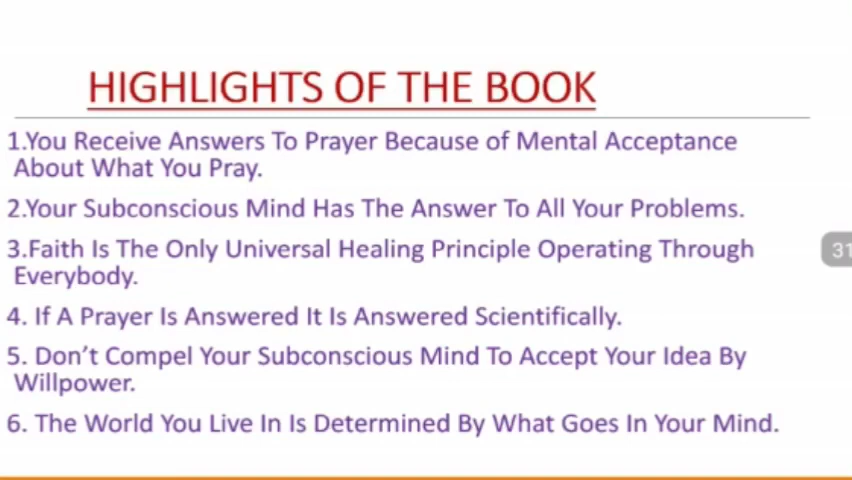 HIGHLIGHTS OF THE BOOK
1.You Receive Answers To Prayer Because of Mental Acceptance
About What You Pray.
2.Your Subconscious Mind Has The Answer To All Your Problems.
3.Faith Is The Only Universal Healing Principle Operating Through
Everybody.
4. If A Prayer Is Answered It Is Answered Scientifically.
5. Don’t Compel Your Subconscious Mind To Accept Your Idea By
Willpower.
6. The World You Live In Is Determined By What Goes In Your Mind.
31